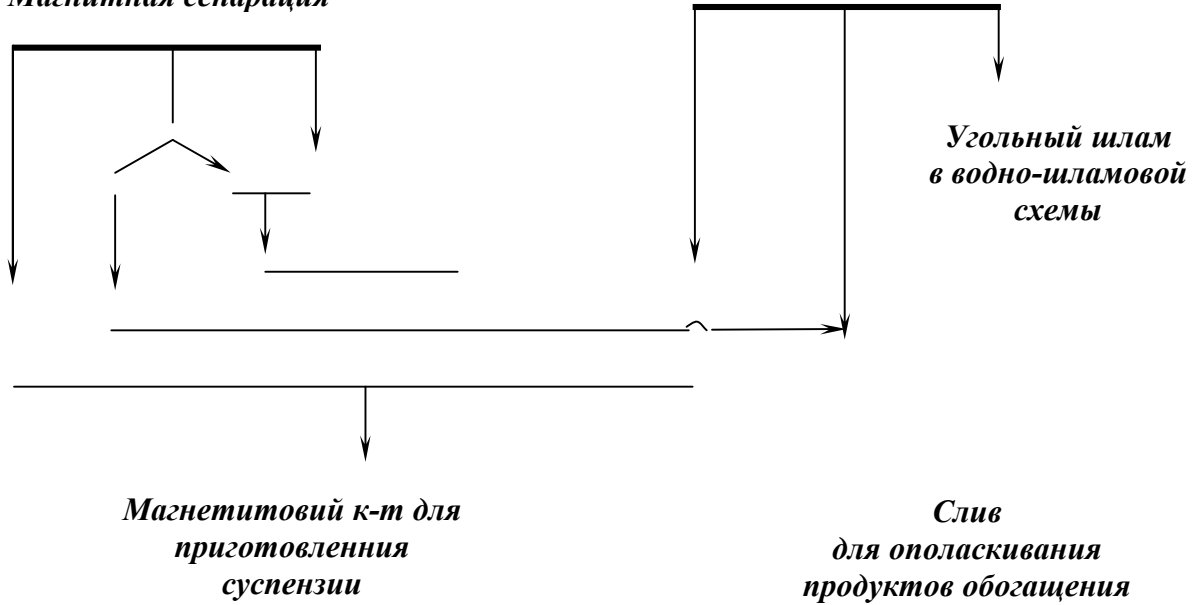 Угольный шлам
в водно-шламовой
схемы
Магнетитовий к-т для
приготовленния
суспензии
Слив
для ополаскивания
продуктов обогащения